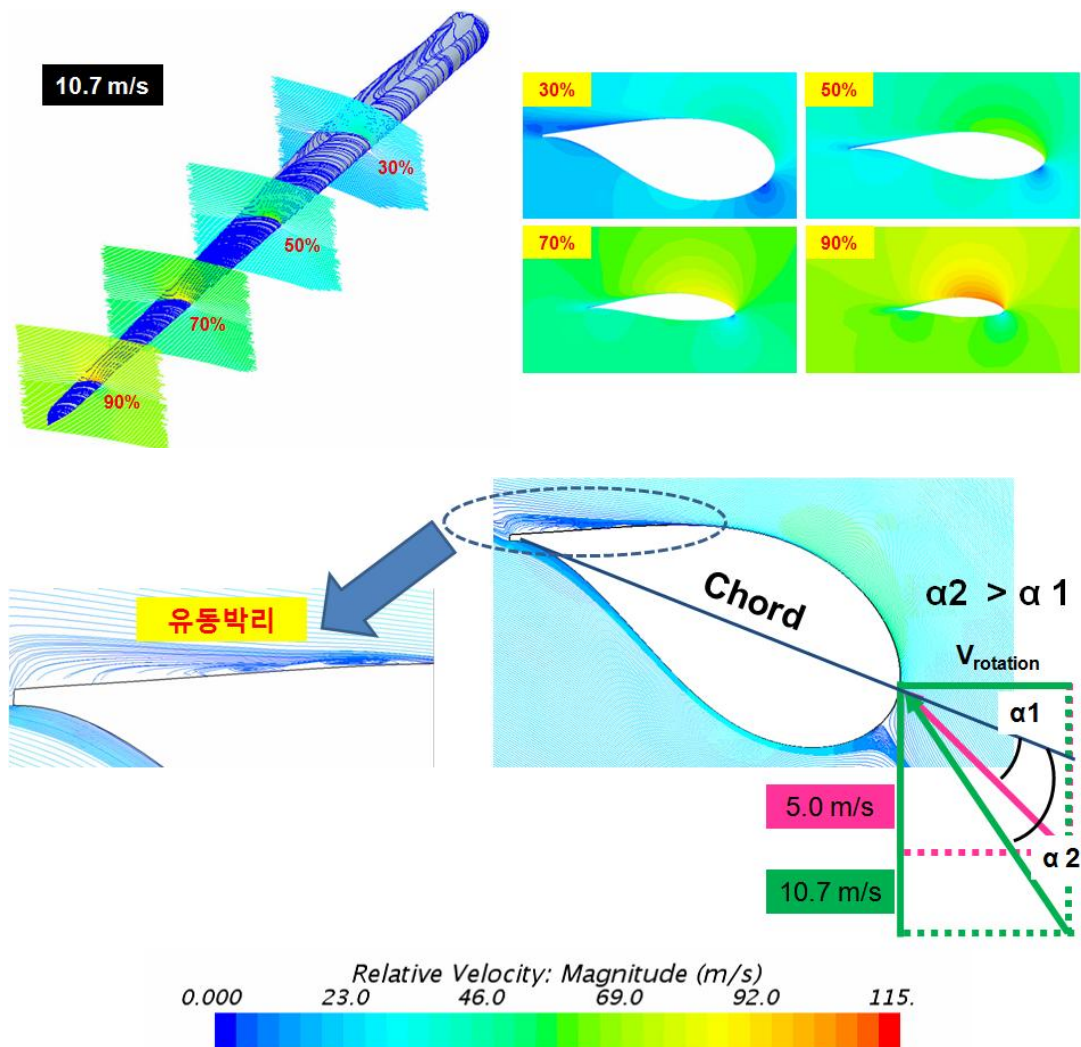 10.7 m/s
30%
50%
70%
90%
30%
50%
70%
90%
유동박리
Chord
α2 > α 1
Vrotation
α1
α 2
5.0 m/s
10.7 m/s
Relative Velocity: Magnitude (m/s)
0.000 23.0 46.0 69.0 92.0 115.